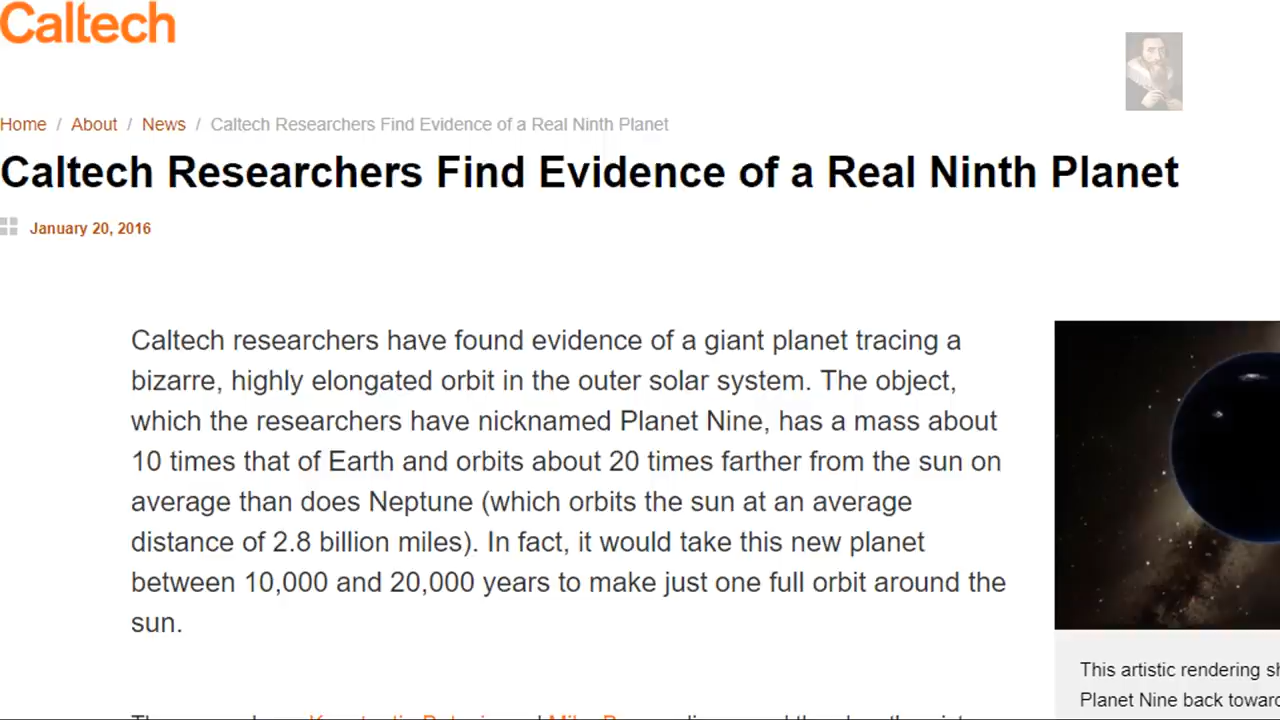 Caltech
Home / About / News / Caltech Researchers Find Evidence of a Real Ninth Planet
Caltech Researchers Find Evidence of a Real Ninth Planet
January 20, 2016
Caltech researchers have found evidence of a giant planet tracing a
bizarre, highly elongated orbit in the outer solar system. The object,
which the researchers have nicknamed Planet Nine, has a mass about
10 times that of Earth and orbits about 20 times farther from the sun on
average than does Neptune (which orbits the sun at an average
distance of 2.8 billion miles). In fact, it would take this new planet
between 10,000 and 20,000 years to make just one full orbit around the
sun.
This artistic rendering
Planet Nine back